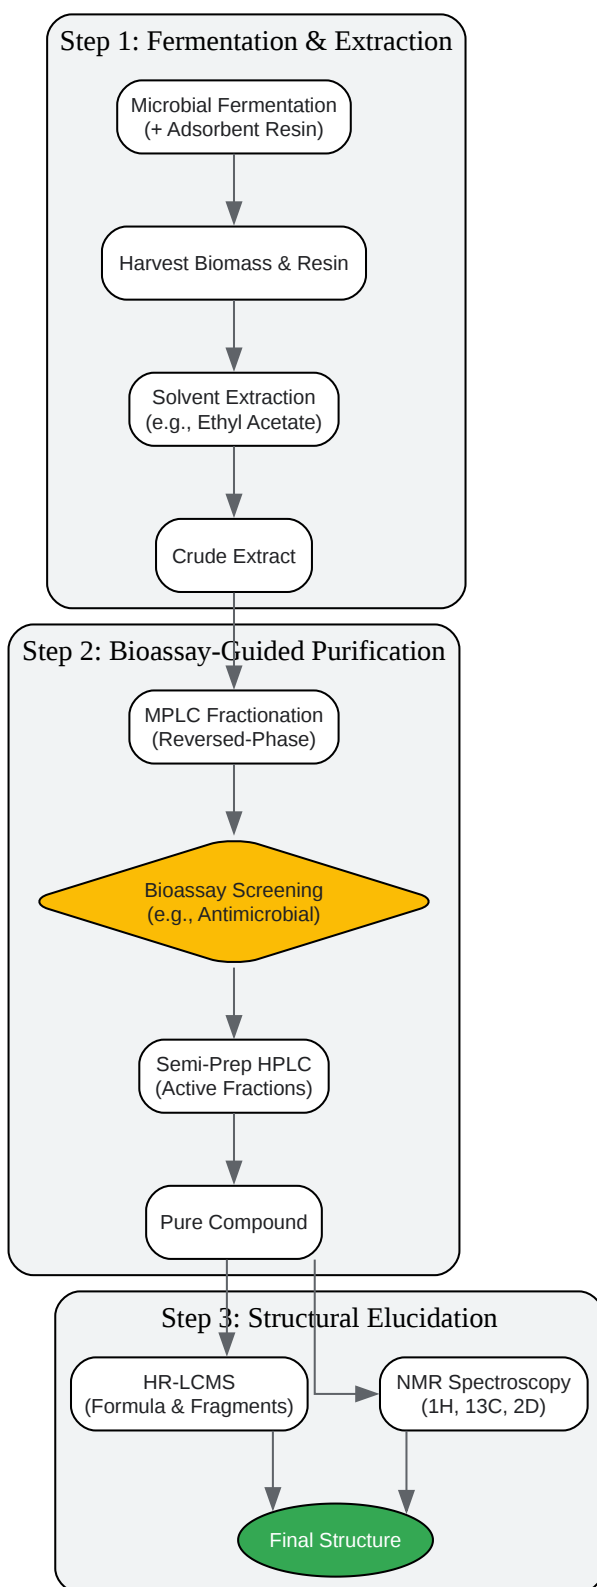 Step 1: Fermentation & Extraction
Microbial Fermentation
(+ Adsorbent Resin)
Harvest Biomass & Resin
Solvent Extraction
(e.g., Ethyl Acetate)
Crude Extract
Step 2: Bioassay-Guided Purification
MPLC Fractionation
(Reversed-Phase)
Bioassay Screening
(e.g., Antimicrobial)
Semi-Prep HPLC
(Active Fractions)
Pure Compound
Step 3: Structural Elucidation
HR-LCMS
(Formula & Fragments)
NMR Spectroscopy
(1H, 13C, 2D)
Final Structure